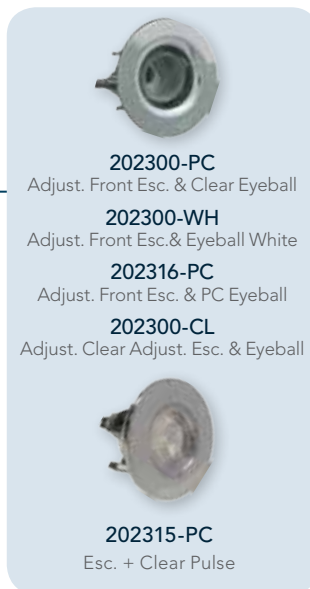 202300-PC
Adjust. Front Esc. & Clear Eyeball
202300-WH
Adjust. Front Esc.& Eyeball White
202316-PC
Adjust. Front Esc. & PC Eyeball
202300-CL
Adjust. Clear Adjust. Esc. & Eyeball
202315-PC
Esc. + Clear Pulse